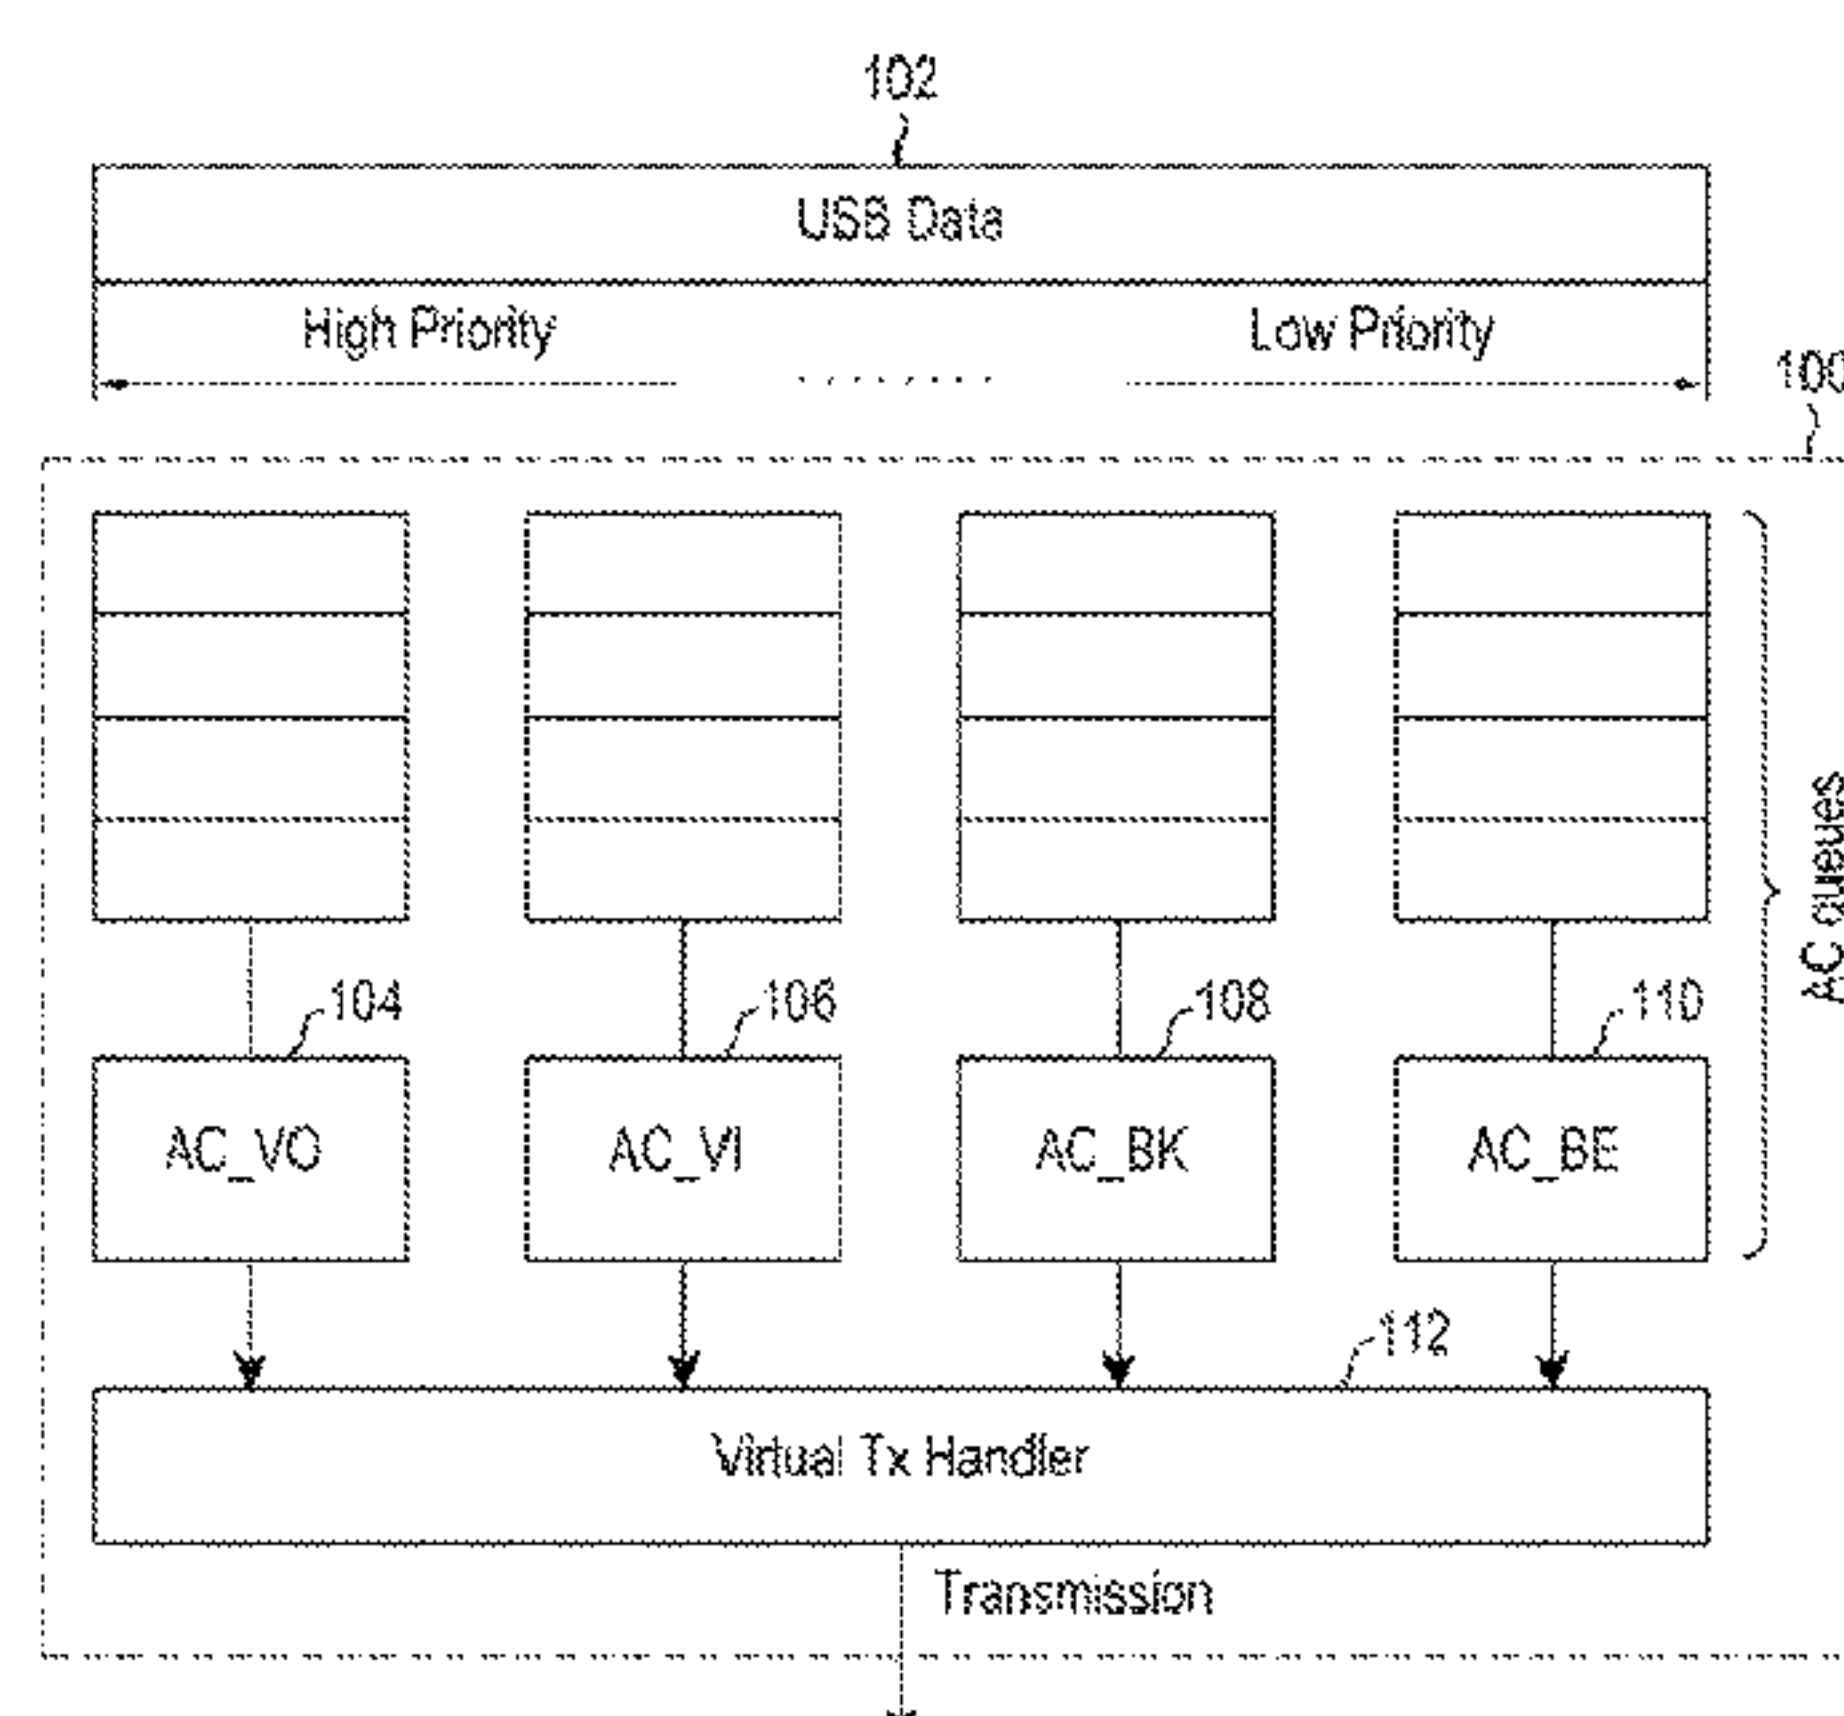 102
USB Data
High Priority
Low Priority
100
AC queues
104
106
108
110
AC_VO
AC_VI
AC_BK
AC_BE
112
Virtual Tx Handler
Transmission